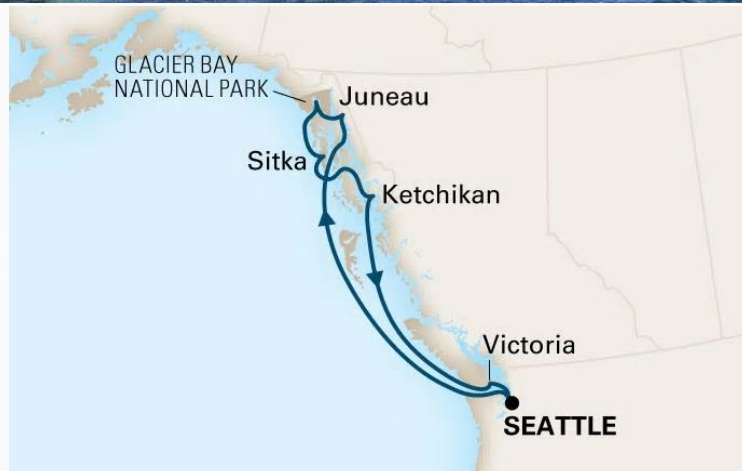 GLACIER BAY
NATIONAL PARK
Juneau
Sitka
Ketchikan
Victoria
SEATTLE